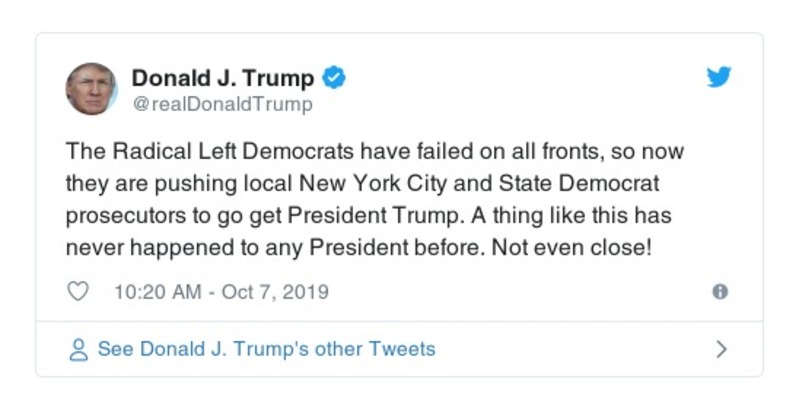 Donald J. Trump
@realDonaldTrump
The Radical Left Democrats have failed on all fronts, so now
they are pushing local New York City and State Democrat
prosecutors to go get President Trump. A thing like this has
never happened to any President before. Not even close!
10:20 AM - Oct 7, 2019
See Donald J. Trump's other Tweets